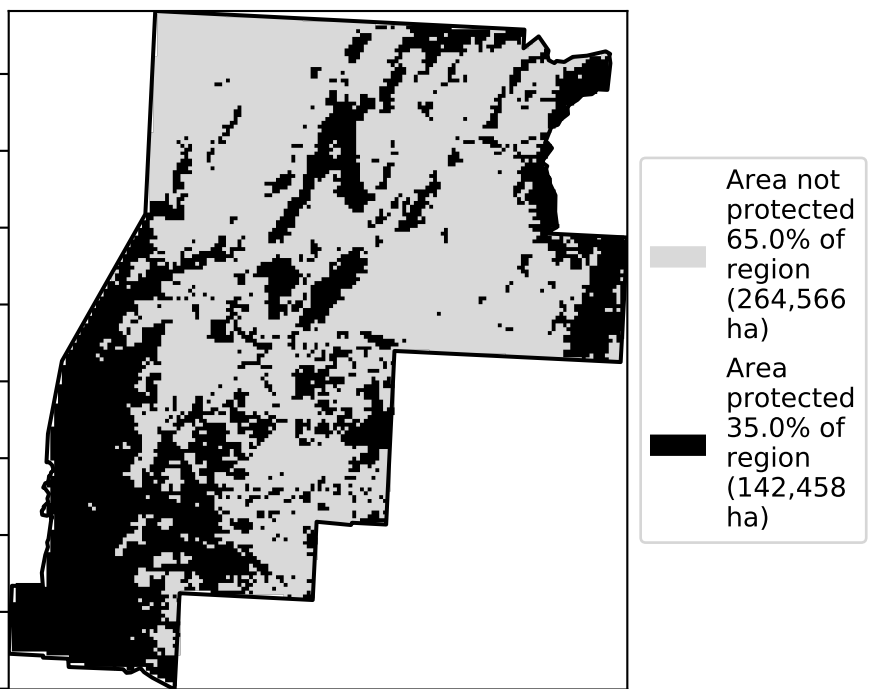 Area not
protected
65.0% of
region
(264,566
ha)
Area
protected
35.0% of
region
(142,458
ha)